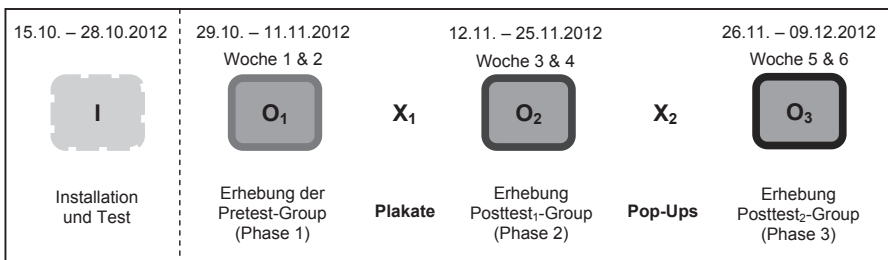 15.10. – 28.10.2012
29.10. – 11.11.2012
12.11. – 25.11.2012
26.11. – 09.12.2012
Woche 1 & 2
Woche 3 & 4
Woche 5 & 6
I
O₁
X₁
O₂
X₂
O₃
Installation
und Test
Erhebung der
Pretest-Group
(Phase 1)
Plakate
Erhebung
Posttest₁-Group
(Phase 2)
Pop-Ups
Erhebung
Posttest₂-Group
(Phase 3)